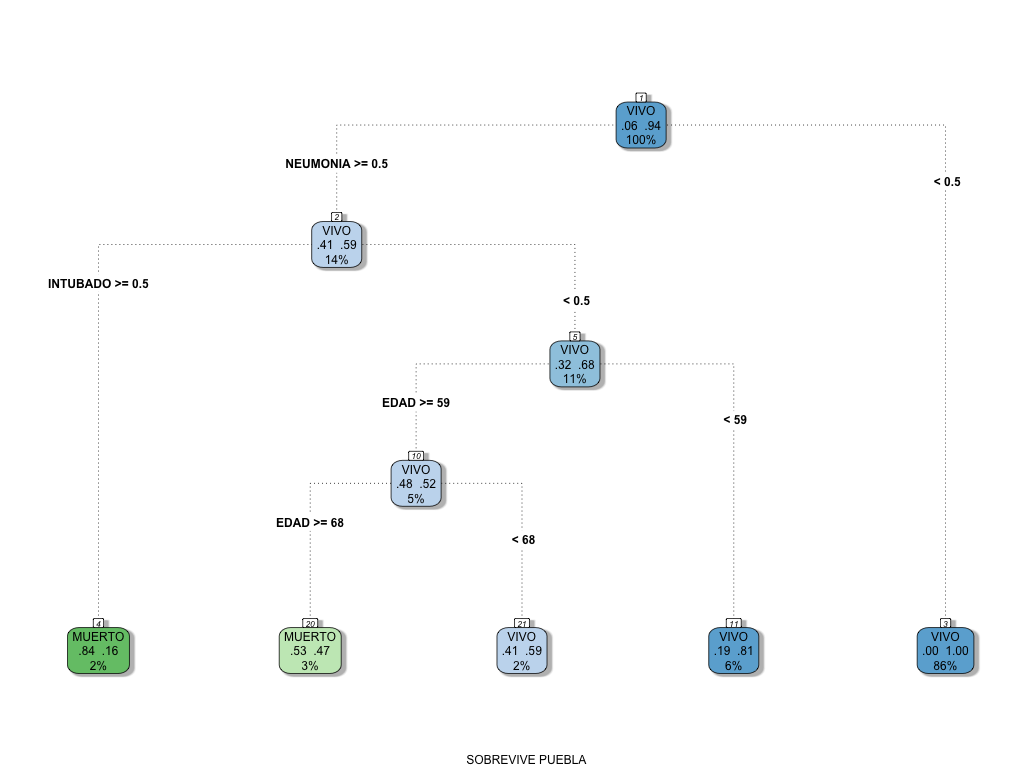 1
VIVO
.06 .94
100%
NEUMONIA >= 0.5
< 0.5
2
VIVO
.41 .59
14%
INTUBADO >= 0.5
< 0.5
5
VIVO
.32 .68
11%
EDAD >= 59
< 59
10
VIVO
.48 .52
5%
EDAD >= 68
< 68
4
MUERTO
.84 .16
2%
20
MUERTO
.53 .47
3%
21
VIVO
.41 .59
2%
11
VIVO
.19 .81
6%
3
VIVO
.00 1.00
86%
SOBREVIVE PUEBLA